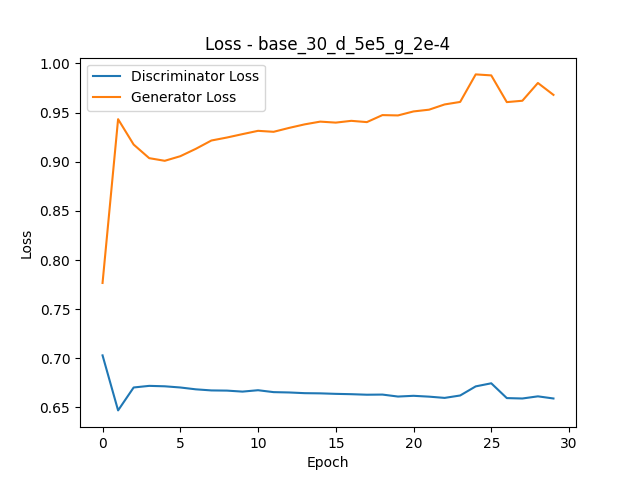 Loss - base_30_d_5e5_g_2e-4
Discriminator Loss
Generator Loss
1.00
0.95
0.90
0.85
0.80
0.75
0.70
0.65
Loss
0 5 10 15 20 25 30
Epoch